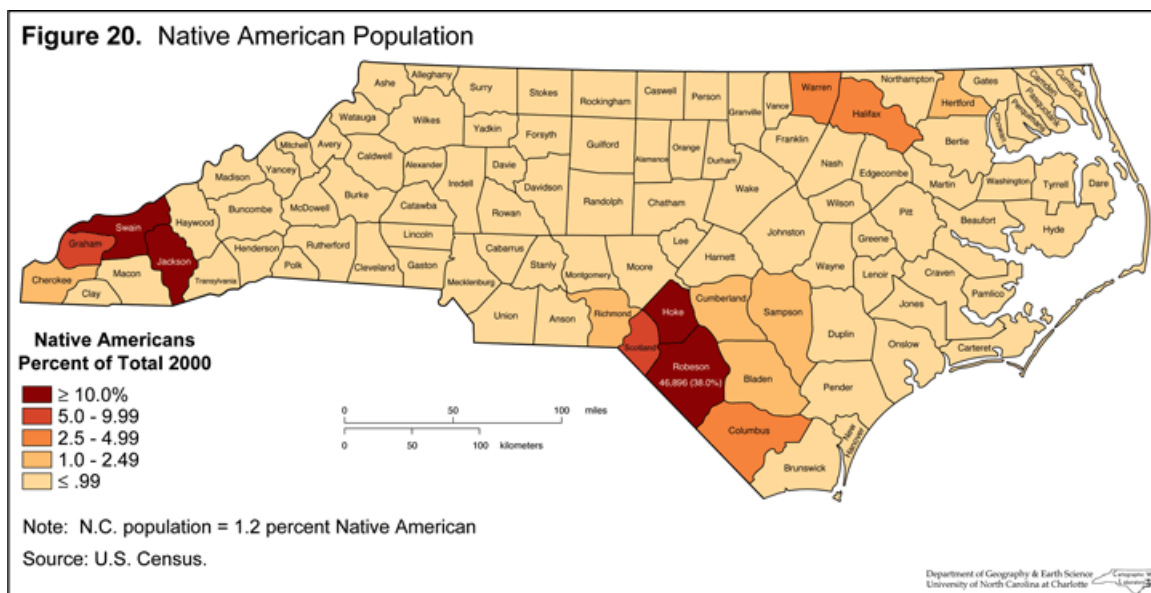 Figure 20. Native American Population
Ashe
Alleghany
Surry
Stokes
Rockingham
Caswell
Person
Granville
Vance
Warren
Halifax
Northampton
Hertford
Gates
Camden
Currituck
Pasquotank
Perquimans
Chowan
Watauga
Wilkes
Yadkin
Forsyth
Guilford
Alamance
Orange
Durham
Franklin
Nash
Edgecombe
Bertie
Mitchell
Avery
Caldwell
Alexander
Iredell
Davie
Davidson
Randolph
Chatham
Wake
Wilson
Martin
Washington
Tyrrell
Dare
Madison
Yancey
Burke
Catawba
Rowan
Johnston
Pitt
Beaufort
Hyde
Swain
Haywood
Buncombe
McDowell
Lincoln
Cabarrus
Stanly
Montgomery
Moore
Lee
Harnett
Wayne
Greene
Graham
Jackson
Henderson
Polk
Rutherford
Cleveland
Gaston
Mecklenburg
Lenoir
Craven
Pamlico
Cherokee
Macon
Clay
Transylvania
Union
Anson
Richmond
Scotland
Hoke
Cumberland
Sampson
Duplin
Jones
Onslow
Carteret
Robeson
46,896 (38.0%)
Bladen
Pender
New Hanover
Columbus
Brunswick
Native Americans
Percent of Total 2000
≥ 10.0%
5.0 - 9.99
2.5 - 4.99
1.0 - 2.49
≤ .99
0 50 100 miles
0 50 100 kilometers
Note: N.C. population = 1.2 percent Native American
Source: U.S. Census.
Department of Geography & Earth Science
University of North Carolina at Charlotte